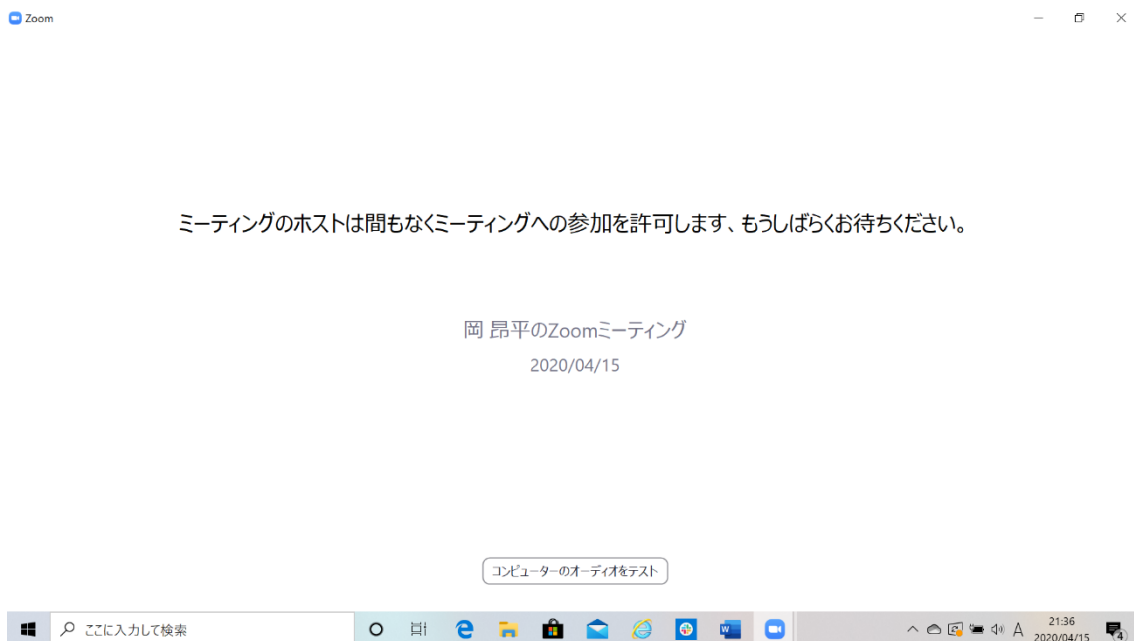 Zoom
ミーティングのホストは間もなくミーティングへの参加を許可します、もうしばらくお待ちください。
岡 昂平のZoomミーティング
2020/04/15
コンピューターのオーディオをテスト
ここに入力して検索
A
21:36
2020/04/15
4